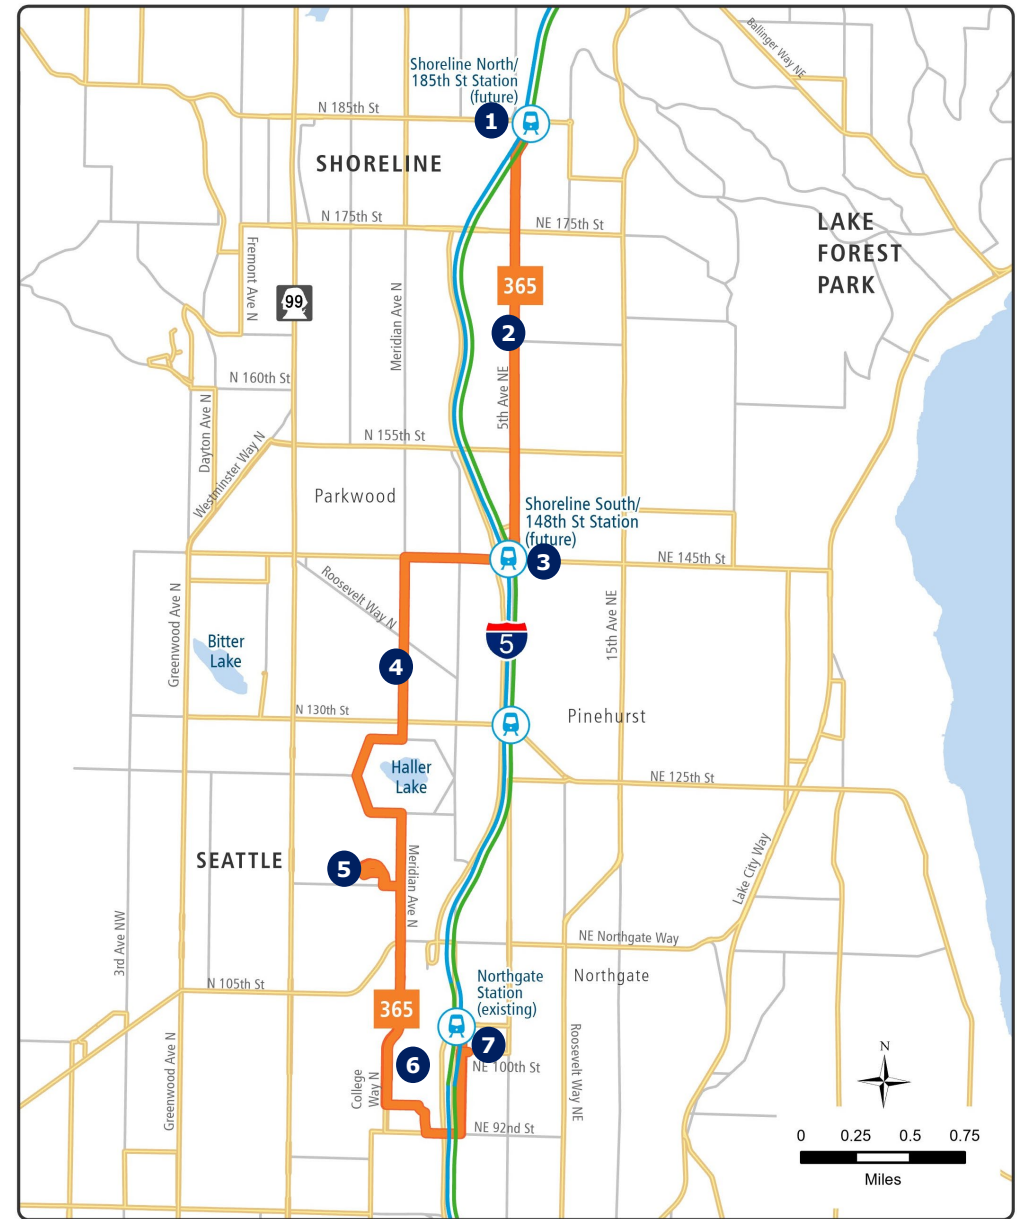 Ballinger Way NE
Shoreline North/
185th St Station
(future)
N 185th St
1
SHORELINE
N 175th St
NE 175th St
LAKE
FOREST
PARK
Fremont Ave N
99
Meridian Ave N
365
2
N 160th St
5th Ave NE
Dayton Ave N
Westminster Way N
N 155th St
Parkwood
Shoreline South/
148th St Station
(future)
3
NE 145th St
Roosevelt Way N
Greenwood Ave N
15th Ave NE
Bitter
Lake
5
4
N 130th St
Pinehurst
Haller
Lake
NE 125th St
SEATTLE
5
Meridian Ave N
Lake City Way
3rd Ave NW
NE Northgate Way
Northgate
N 105th St
Northgate
Station
(existing)
365
7
6
NE 100th St
Greenwood Ave N
College
Way N
Roosevelt Way NE
NE 92nd St
N
0 0.25 0.5 0.75
Miles